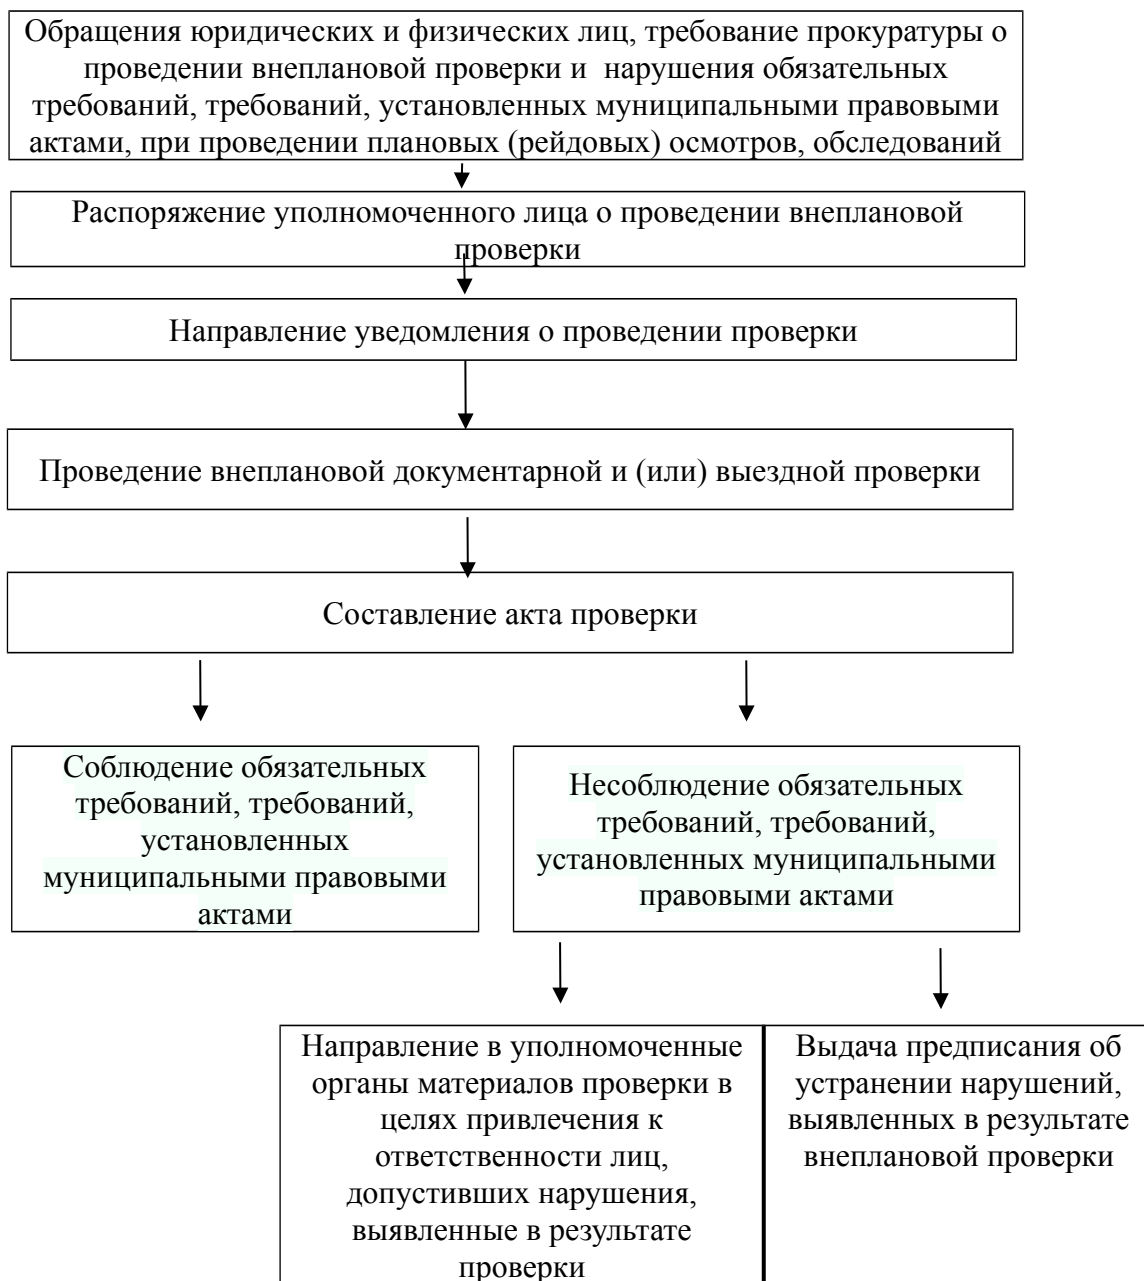 Обращения юридических и физических лиц, требование прокуратуры о
проведении внеплановой проверки и нарушения обязательных
требований, требований, установленных муниципальными правовыми
актами, при проведении плановых (рейдовых) осмотров, обследований
Распоряжение уполномоченного лица о проведении внеплановой
проверки
Направление уведомления о проведении проверки
Проведение внеплановой документарной и (или) выездной проверки
Составление акта проверки
Соблюдение обязательных
требований, требований,
установленных
муниципальными правовыми
актами
Несоблюдение обязательных
требований, требований,
установленных муниципальными
правовыми актами
Направление в уполномоченные
органы материалов проверки в
целях привлечения к
ответственности лиц,
допустивших нарушения,
выявленные в результате
проверки
Выдача предписания об
устранении нарушений,
выявленных в результате
внеплановой проверки